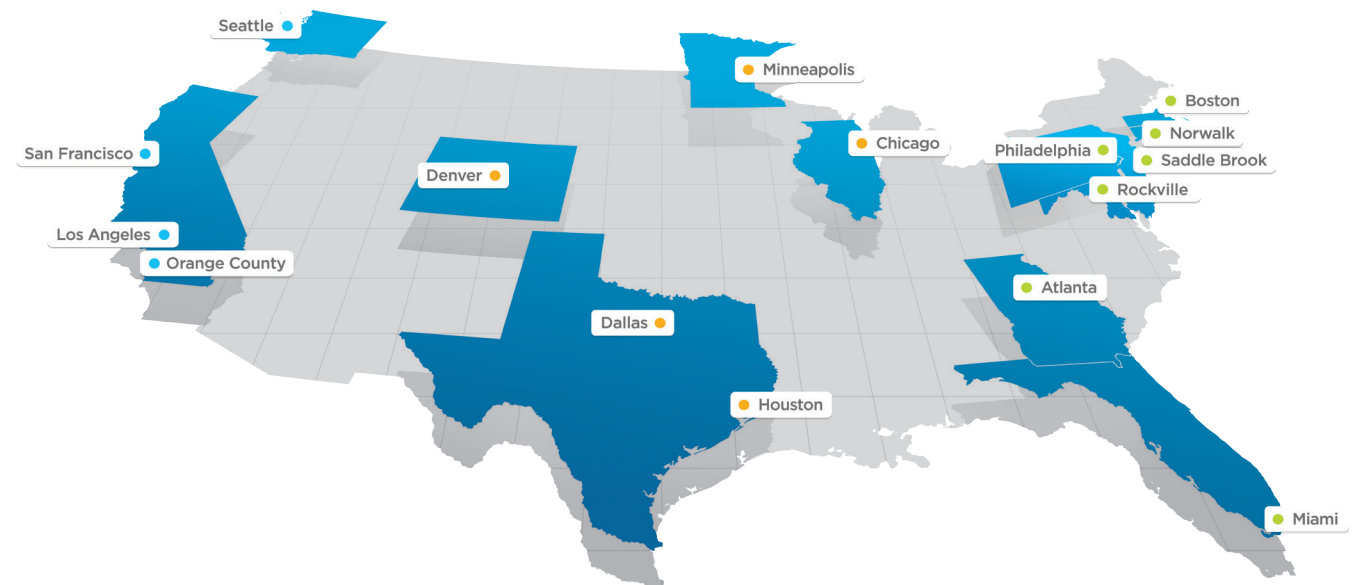 Seattle
Minneapolis
Boston
Norwalk
Chicago
Philadelphia
San Francisco
Saddle Brook
Denver
Rockville
Los Angeles
Orange County
Atlanta
Dallas
Houston
Miami